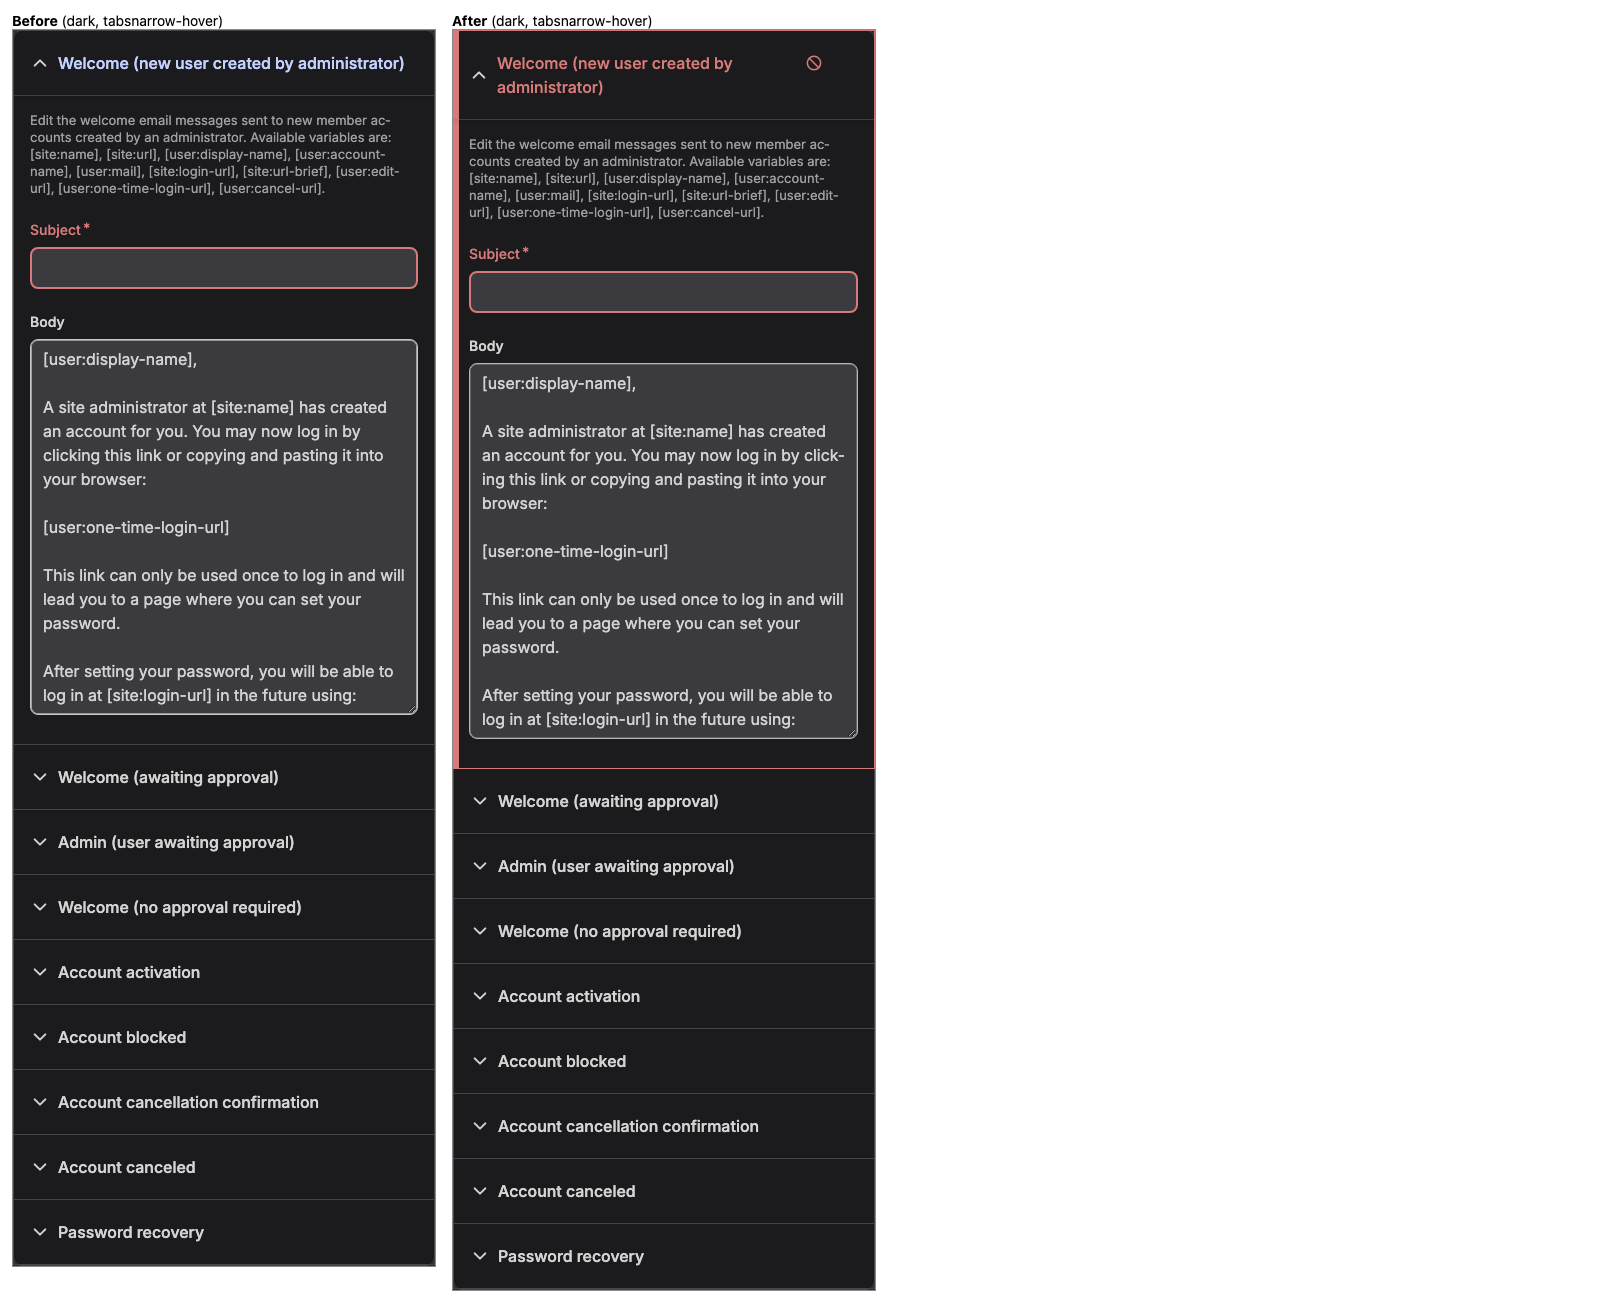 Before (dark, tabsnarrow-hover)
Welcome (new user created by administrator)
Edit the welcome email messages sent to new member ac-
counts created by an administrator. Available variables are:
[site:name], [site:url], [user:display-name], [user:account-
name], [user:mail], [site:login-url], [site:url-brief], [user:edit-
url], [user:one-time-login-url], [user:cancel-url].
Subject*
Body
[user:display-name],
A site administrator at [site:name] has created
an account for you. You may now log in by
clicking this link or copying and pasting it into
your browser:
[user:one-time-login-url]
This link can only be used once to log in and will
lead you to a page where you can set your
password.
After setting your password, you will be able to
log in at [site:login-url] in the future using:
Welcome (awaiting approval)
Admin (user awaiting approval)
Welcome (no approval required)
Account activation
Account blocked
Account cancellation confirmation
Account canceled
Password recovery
After (dark, tabsnarrow-hover)
Welcome (new user created by
administrator)
Edit the welcome email messages sent to new member ac-
counts created by an administrator. Available variables are:
[site:name], [site:url], [user:display-name], [user:account-
name], [user:mail], [site:login-url], [site:url-brief], [user:edit-
url], [user:one-time-login-url], [user:cancel-url].
Subject*
Body
[user:display-name],
A site administrator at [site:name] has created
an account for you. You may now log in by click-
ing this link or copying and pasting it into your
browser:
[user:one-time-login-url]
This link can only be used once to log in and will
lead you to a page where you can set your
password.
After setting your password, you will be able to
log in at [site:login-url] in the future using:
Welcome (awaiting approval)
Admin (user awaiting approval)
Welcome (no approval required)
Account activation
Account blocked
Account cancellation confirmation
Account canceled
Password recovery